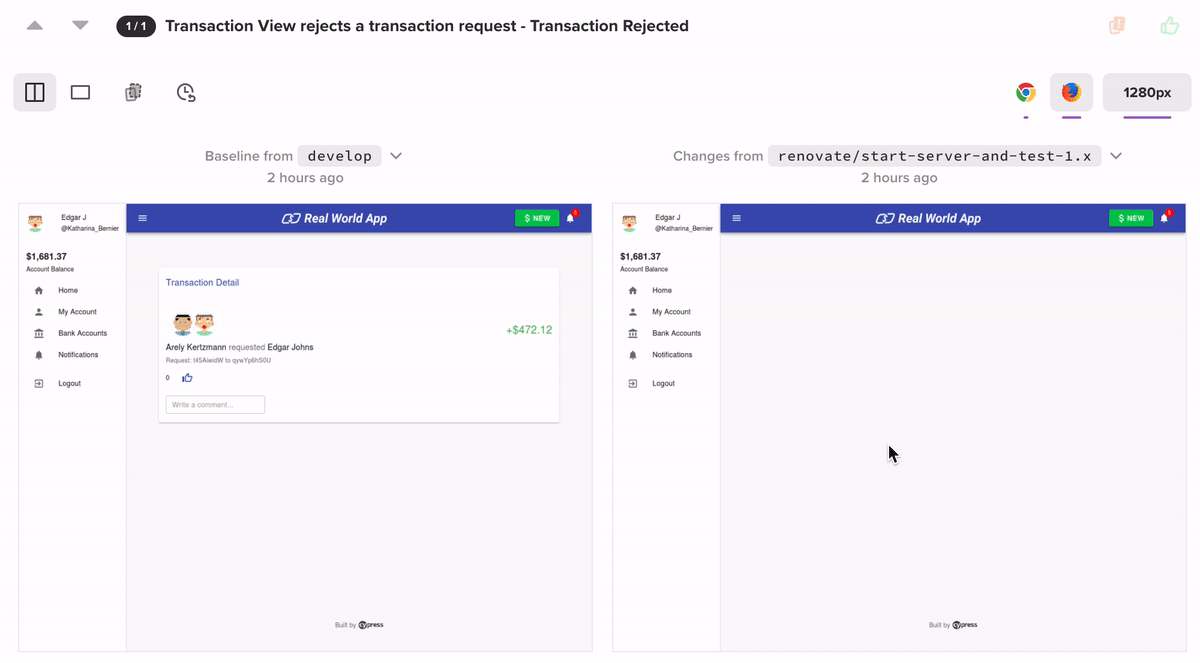 1/1 Transaction View rejects a transaction request - Transaction Rejected
1280px
Baseline from develop
2 hours ago
Changes from renovate/start-server-and-test-1.x
2 hours ago
Edgar J
@Katharina_Bernier
$1,681.37
Account Balance
Home
My Account
Bank Accounts
Notifications
Logout
Real World App
$ NEW
8
Transaction Detail
+$472.12
Arely Kertzmann requested Edgar Johns
Request: to
0
Write a comment...
Built by cypress
Edgar J
@Katharina_Bernier
$1,681.37
Account Balance
Home
My Account
Bank Accounts
Notifications
Logout
Real World App
$ NEW
8
Built by cypress